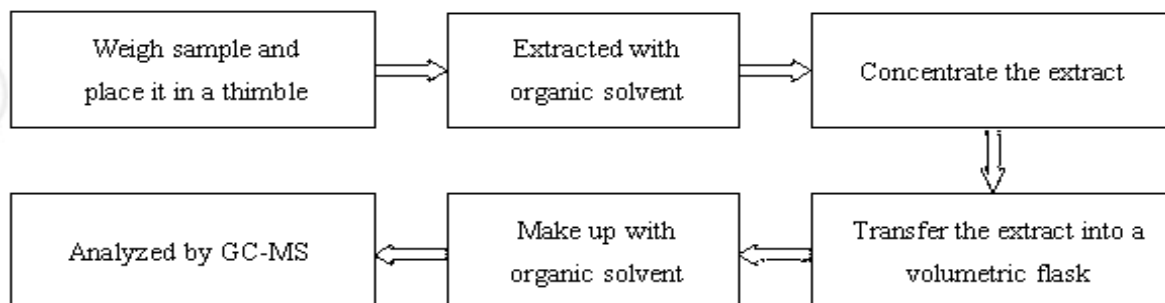 Weigh sample and
place it in a thimble
Extracted with
organic solvent
Concentrate the extract
Transfer the extract into a
volumetric flask
Make up with
organic solvent
Analyzed by GC-MS